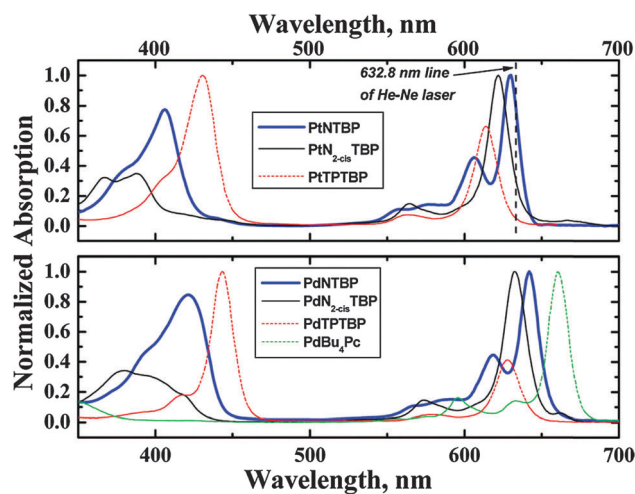 Wavelength, nm
400 500 600 700
632.8 nm line
of He-Ne laser
PtNTBP
PtN2-cisTBP
PtTPTBP
1.0
0.8
0.6
0.4
0.2
0.0
Normalized Absorption
PdNTBP
PdN2-cisTBP
PdTPTBP
PdBu4Pc
1.0
0.8
0.6
0.4
0.2
0.0
400 500 600 700
Wavelength, nm